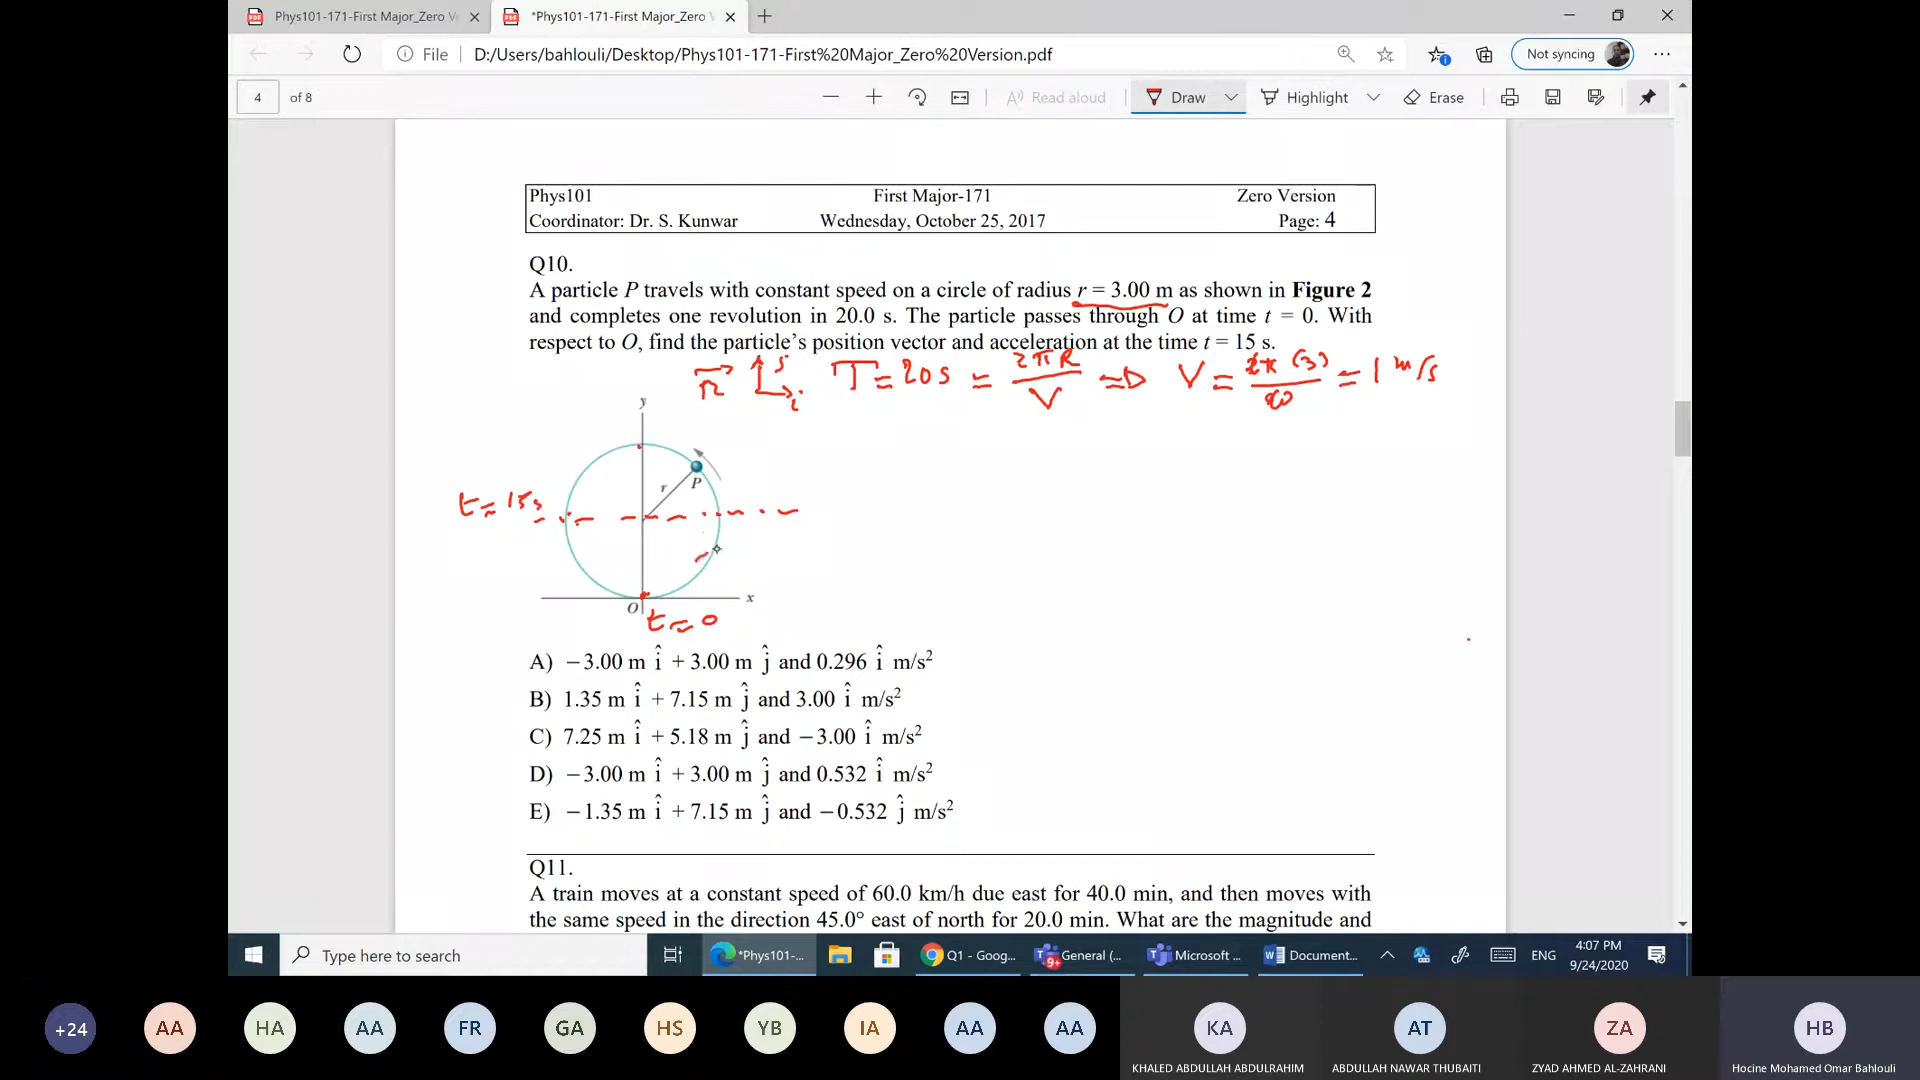 Phys101-171-First Major_Zero V
*Phys101-171-First Major_Zero V
File
D:/Users/bahlouli/Desktop/Phys101-171-First%20Major_Zero%20Version.pdf
Not syncing
4 of 8
Read aloud
Draw
Highlight
Erase
Phys101 First Major-171 Zero Version
Coordinator: Dr. S. Kunwar Wednesday, October 25, 2017 Page: 4
Q10.
A particle P travels with constant speed on a circle of radius r = 3.00 m as shown in Figure 2
and completes one revolution in 20.0 s. The particle passes through O at time t = 0. With
respect to O, find the particle's position vector and acceleration at the time t = 15 s.
T = 20 s = 2πR / V ⇒ V = 2π(3) / 20 = 1 m/s
y
r
P
t = 15s
O
x
t = 0
A) −3.00 m î + 3.00 m ĵ and 0.296 î m/s²
B) 1.35 m î + 7.15 m ĵ and 3.00 î m/s²
C) 7.25 m î + 5.18 m ĵ and −3.00 î m/s²
D) −3.00 m î + 3.00 m ĵ and 0.532 î m/s²
E) −1.35 m î + 7.15 m ĵ and −0.532 ĵ m/s²
Q11.
A train moves at a constant speed of 60.0 km/h due east for 40.0 min, and then moves with
the same speed in the direction 45.0° east of north for 20.0 min. What are the magnitude and
Type here to search
*Phys101-...
Q1 - Goog...
9+
General (...
Microsoft ...
Document...
ENG
4:07 PM
9/24/2020
+24 AA HA AA FR GA HS YB IA AA AA KA AT ZA HB
KHALED ABDULLAH ABDULRAHIM
ABDULLAH NAWAR THUBAITI
ZYAD AHMED AL-ZAHRANI
Hocine Mohamed Omar Bahlouli